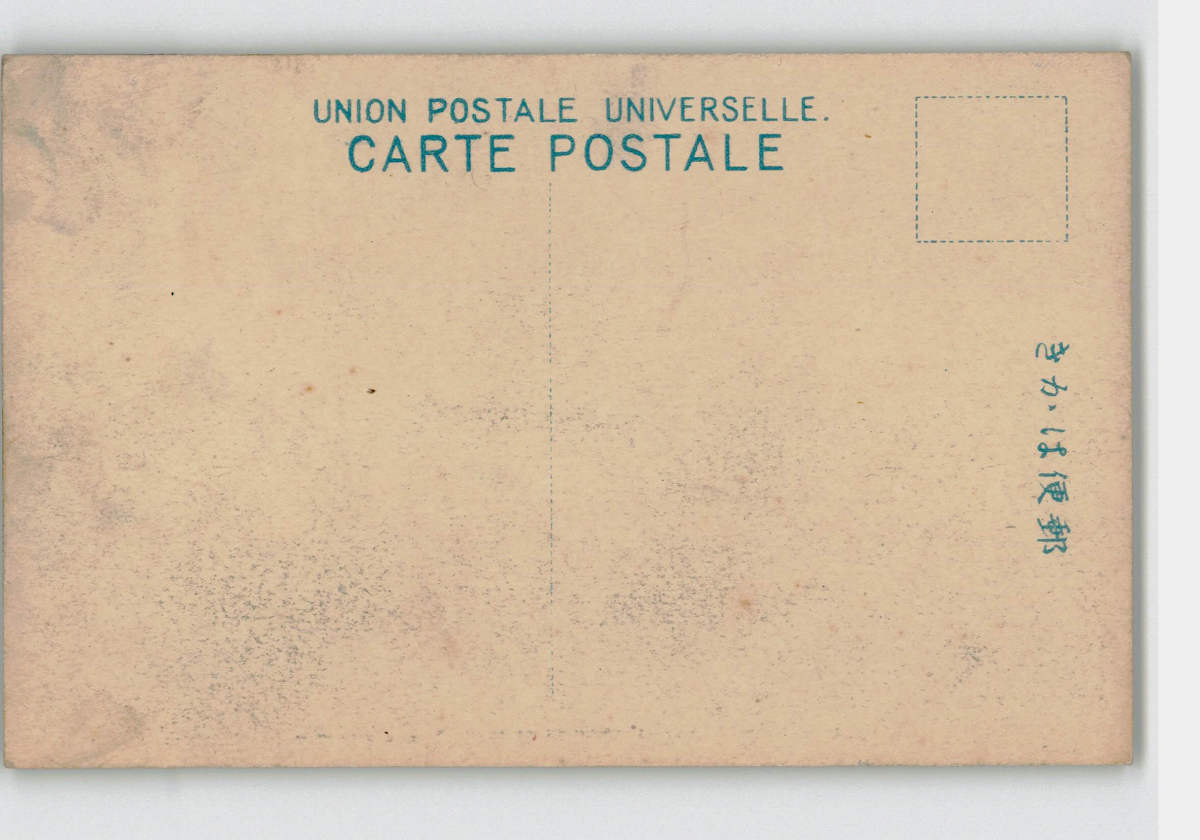 UNION POSTALE UNIVERSELLE.
CARTE POSTALE
きかは便郵